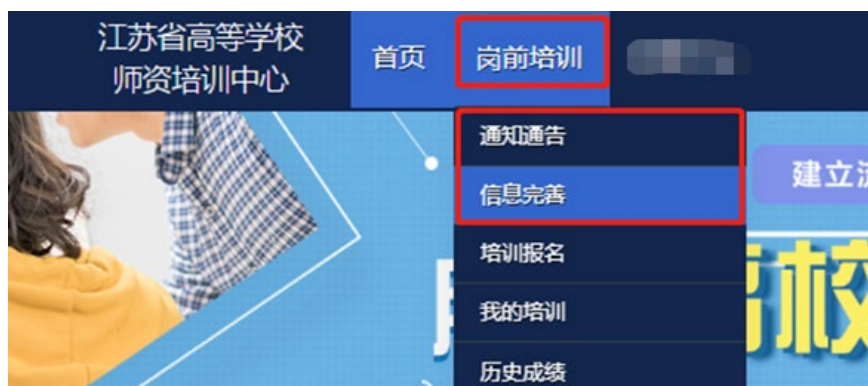 江苏省高等学校
师资培训中心
首页
岗前培训
通知通告
信息完善
建立
培训报名
我的培训
校
历史成绩